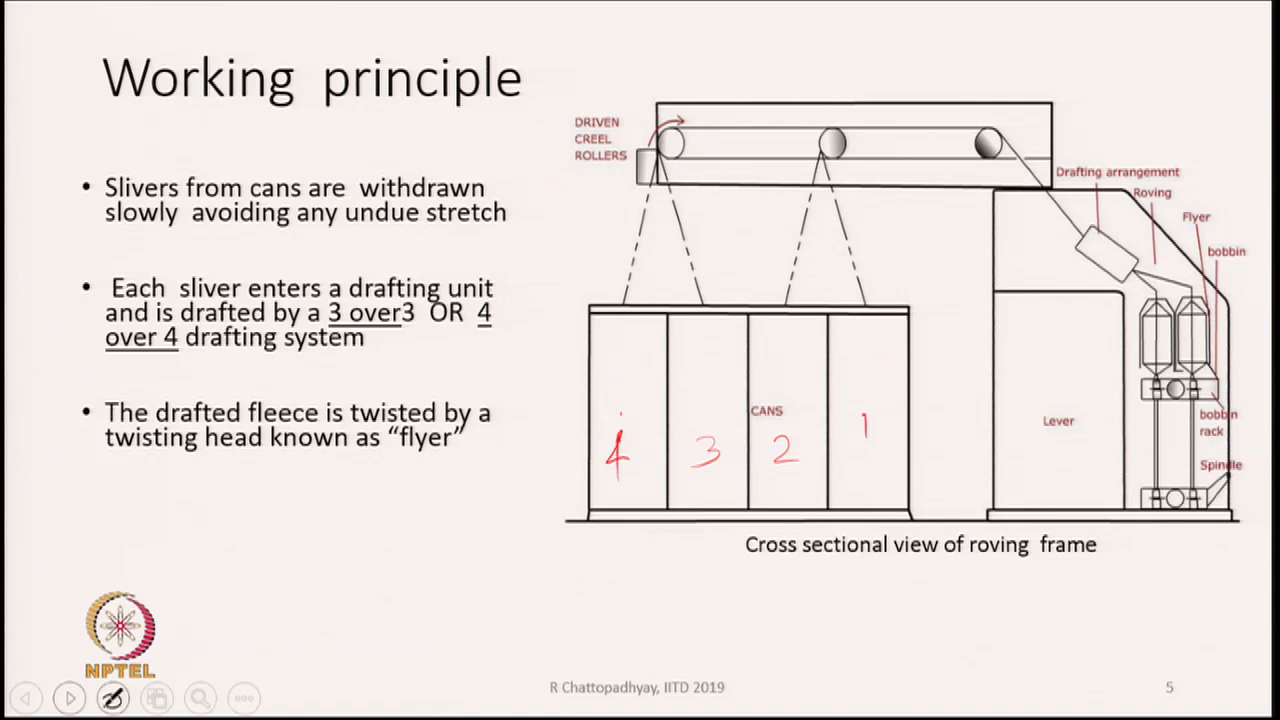 Working principle
• Slivers from cans are withdrawn
slowly avoiding any undue stretch
• Each sliver enters a drafting unit
and is drafted by a 3 over3 OR 4
over 4 drafting system
• The drafted fleece is twisted by a
twisting head known as “flyer”
DRIVEN
CREEL
ROLLERS
Drafting arrangement
Roving
Flyer
bobbin
CANS
4 3 2 1
Lever
bobbin
rack
Spindle
Cross sectional view of roving frame
NPTEL
R Chattopadhyay, IITD 2019
5